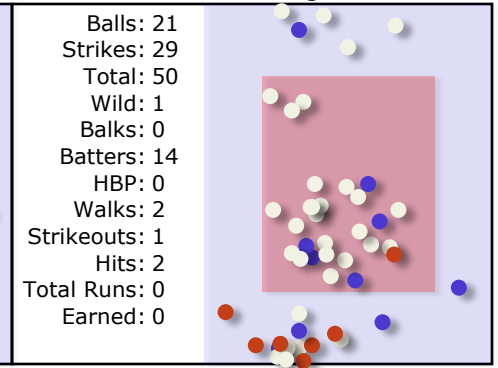 Balls: 21
Strikes: 29
Total: 50
Wild: 1
Balks: 0
Batters: 14
HBP: 0
Walks: 2
Strikeouts: 1
Hits: 2
Total Runs: 0
Earned: 0